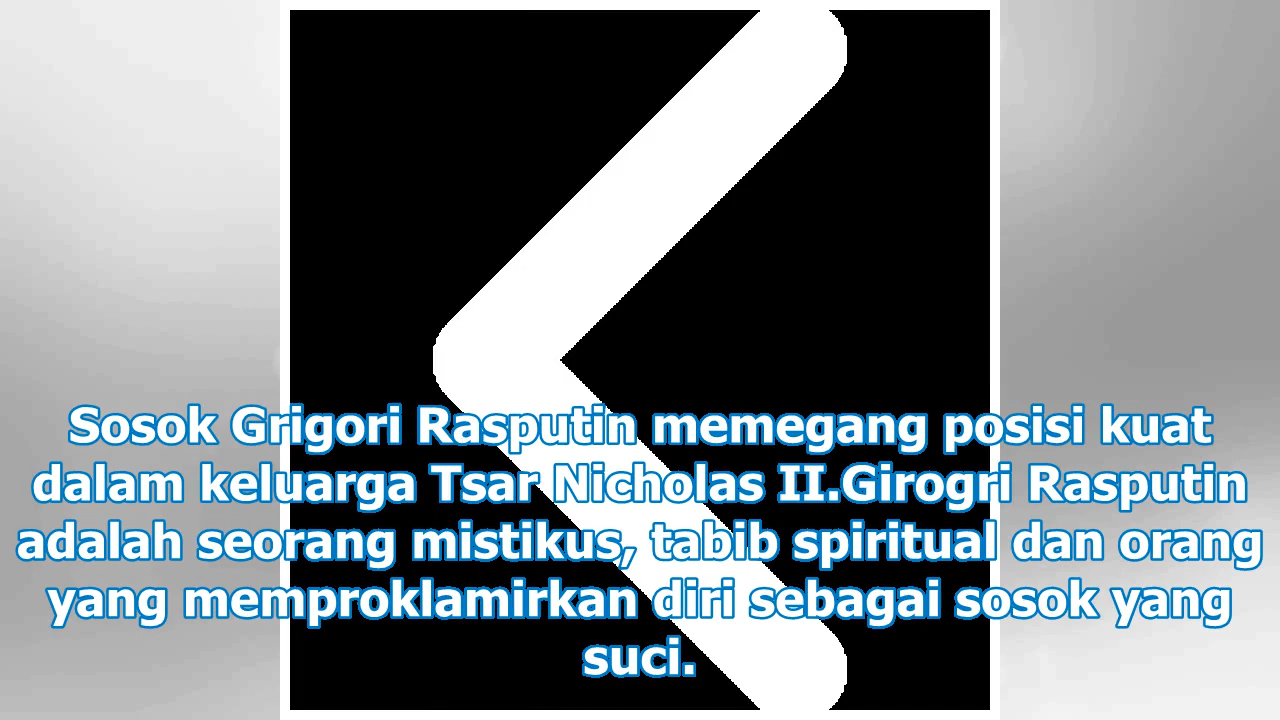 Sosok Grigori Rasputin memegang posisi kuat
dalam keluarga Tsar Nicholas II.Girogri Rasputin
adalah seorang mistikus, tabib spiritual dan orang
yang memproklamirkan diri sebagai sosok yang
suci.